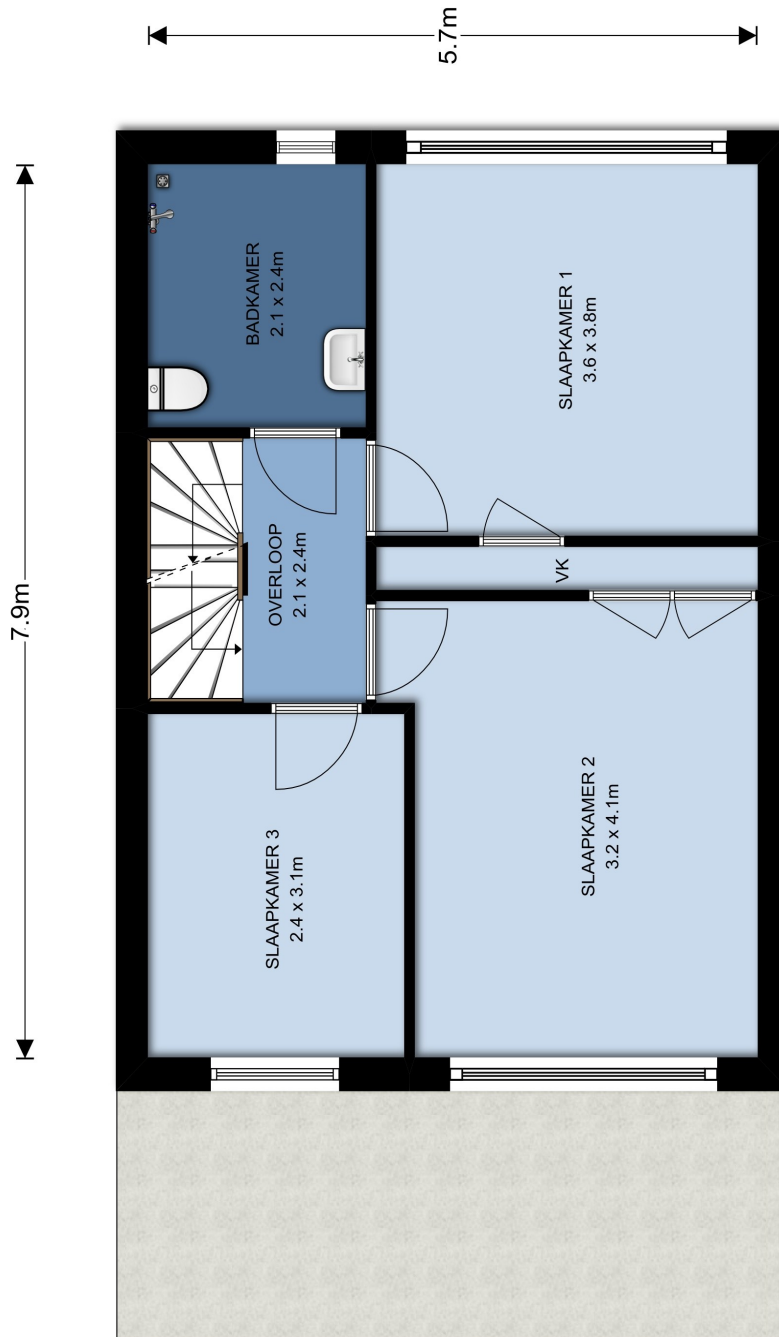 5.7m
7.9m
BADKAMER
2.1 x 2.4m
SLAAPKAMER 1
3.6 x 3.8m
OVERLOOP
2.1 x 2.4m
VK
SLAAPKAMER 3
2.4 x 3.1m
SLAAPKAMER 2
3.2 x 4.1m